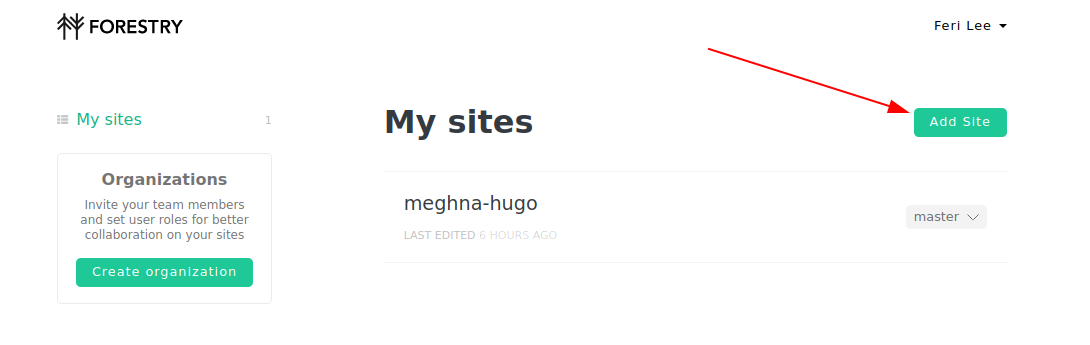 FORESTRY
Feri Lee
My sites
1
Organizations
Invite your team members
and set user roles for better
collaboration on your sites
Create organization
My sites
Add Site
meghna-hugo
master
LAST EDITED 6 HOURS AGO